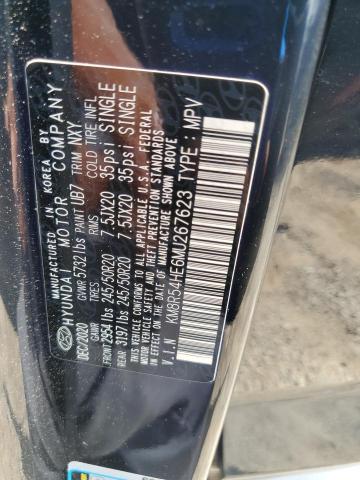 MANUFACTURED IN KOREA BY
HYUNDAI MOTOR COMPANY
GVWR 5732 lbs PAINT UB7 TRIM NXY
DEC/2020 GAWR TIRES RIMS COLD TIRE INFL
FRONT 2954 lbs 245/50R20 7.5JX20 35psi SINGLE
REAR 3197 lbs 245/50R20 7.5JX20 35psi SINGLE
THIS VEHICLE CONFORMS TO ALL APPLICABLE U.S.A. FEDERAL
MOTOR VEHICLE SAFETY BUMPER, AND THEFT PREVENTION STANDARDS
IN EFFECT ON THE DATE OF MANUFACTURE SHOWN ABOVE.
V.I.N KM8R54HE6MU267623 TYPE: MPV